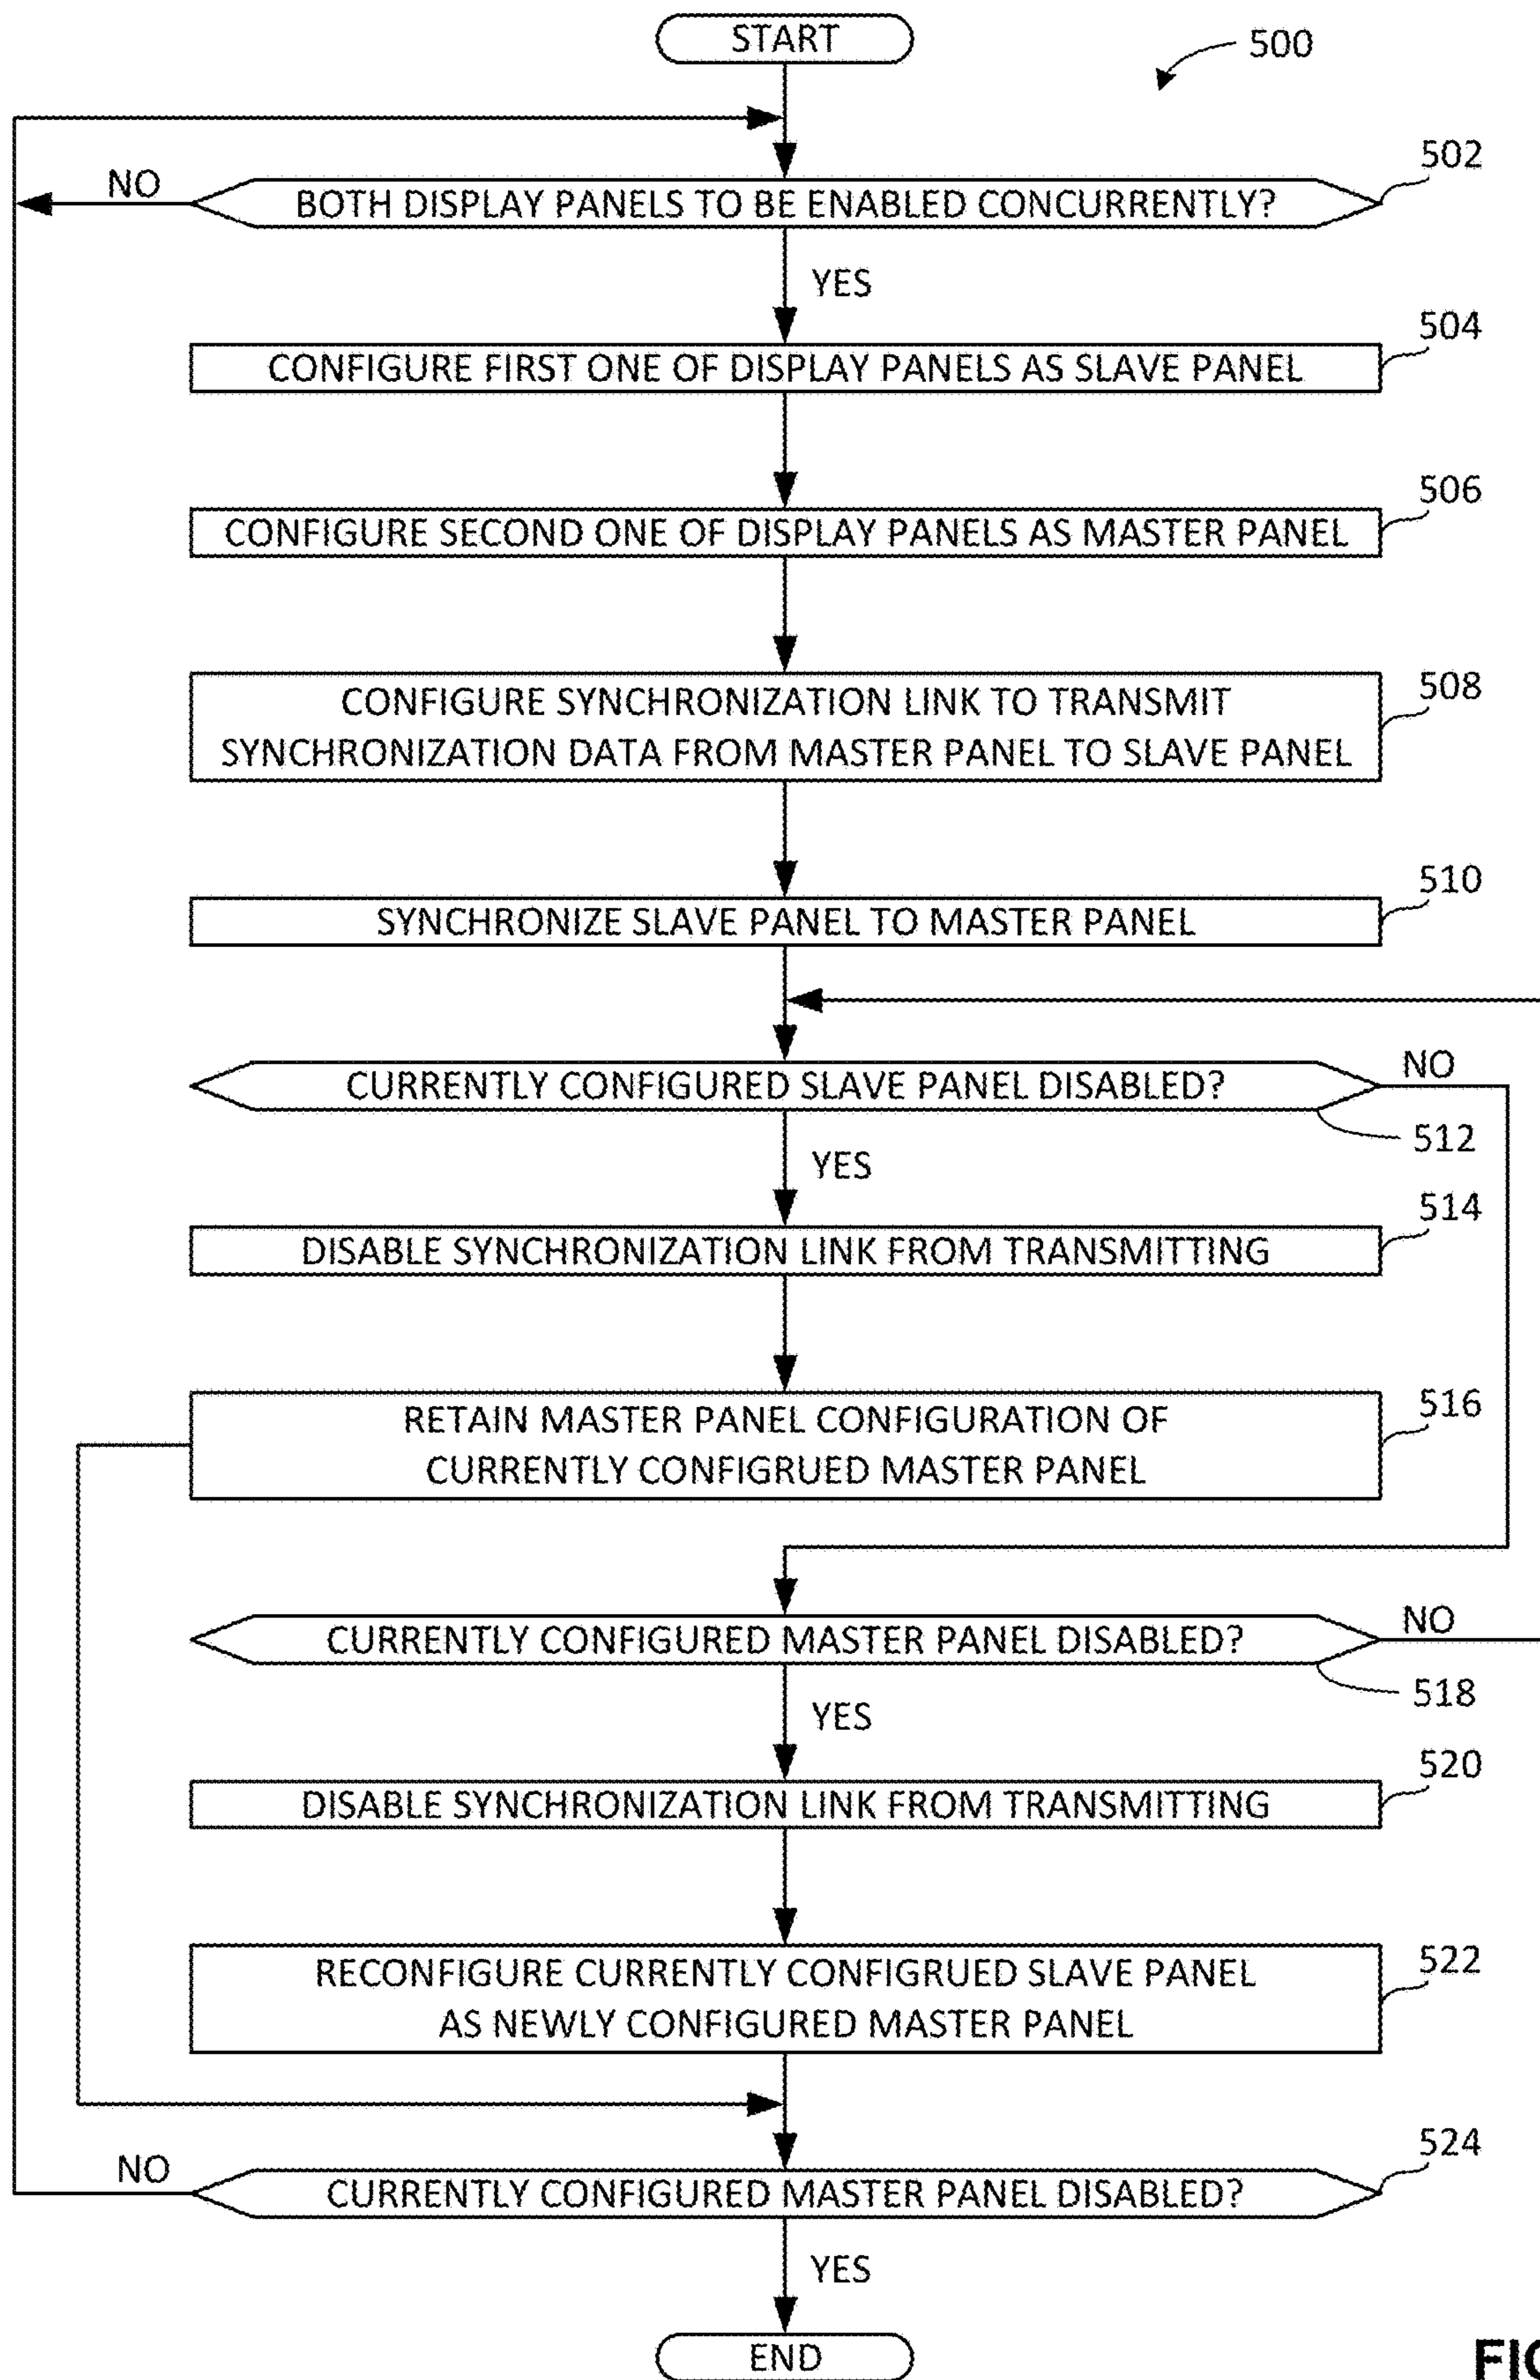 START
500
502
NO
BOTH DISPLAY PANELS TO BE ENABLED CONCURRENTLY?
YES
504
CONFIGURE FIRST ONE OF DISPLAY PANELS AS SLAVE PANEL
506
CONFIGURE SECOND ONE OF DISPLAY PANELS AS MASTER PANEL
508
CONFIGURE SYNCHRONIZATION LINK TO TRANSMIT
SYNCHRONIZATION DATA FROM MASTER PANEL TO SLAVE PANEL
510
SYNCHRONIZE SLAVE PANEL TO MASTER PANEL
NO
CURRENTLY CONFIGURED SLAVE PANEL DISABLED?
512
YES
514
DISABLE SYNCHRONIZATION LINK FROM TRANSMITTING
516
RETAIN MASTER PANEL CONFIGURATION OF
CURRENTLY CONFIGRUED MASTER PANEL
NO
CURRENTLY CONFIGURED MASTER PANEL DISABLED?
518
YES
520
DISABLE SYNCHRONIZATION LINK FROM TRANSMITTING
522
RECONFIGURE CURRENTLY CONFIGRUED SLAVE PANEL
AS NEWLY CONFIGURED MASTER PANEL
524
NO
CURRENTLY CONFIGURED MASTER PANEL DISABLED?
YES
END